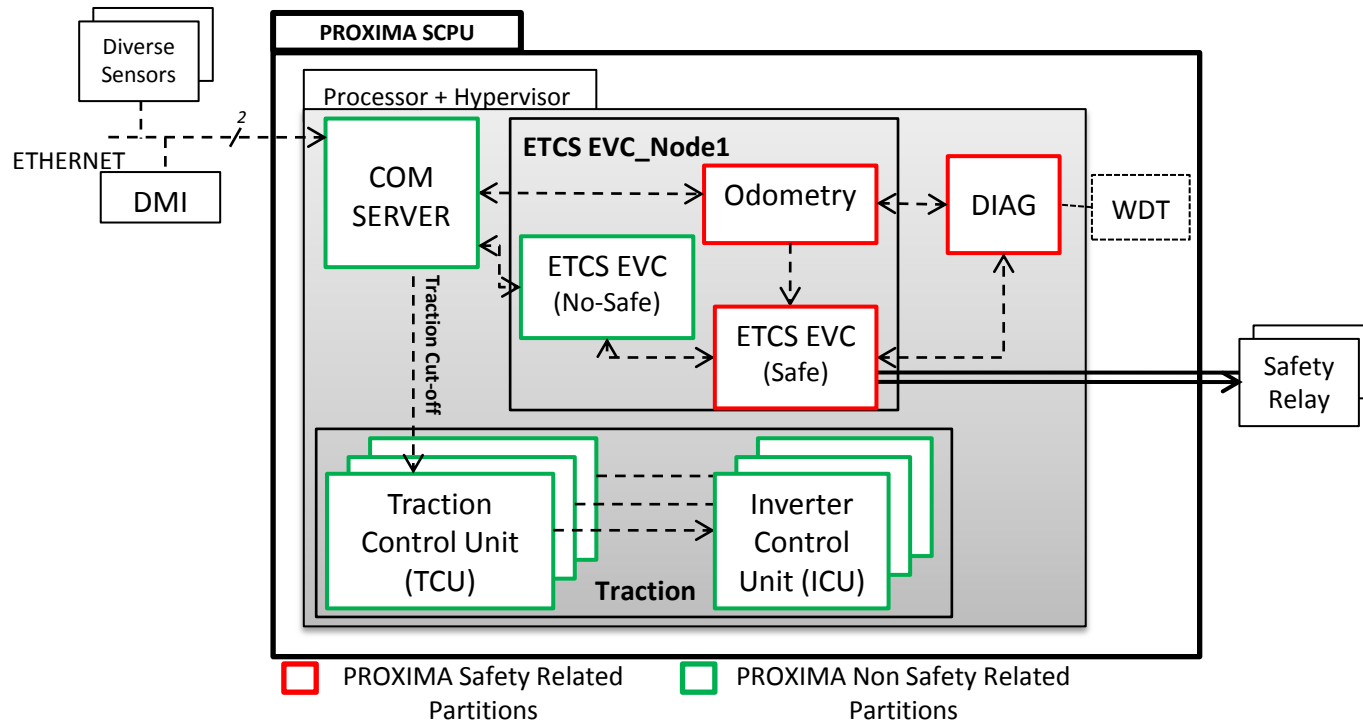 PROXIMA SCPU
Diverse
Sensors
2
ETHERNET
DMI
Processor + Hypervisor
COM
SERVER
ETCS EVC_Node1
Odometry
DIAG
WDT
ETCS EVC
(No-Safe)
ETCS EVC
(Safe)
Traction Cut-off
Safety
Relay
Traction
Control Unit
(TCU)
Inverter
Control
Unit (ICU)
Traction
PROXIMA Safety Related
Partitions
PROXIMA Non Safety Related
Partitions